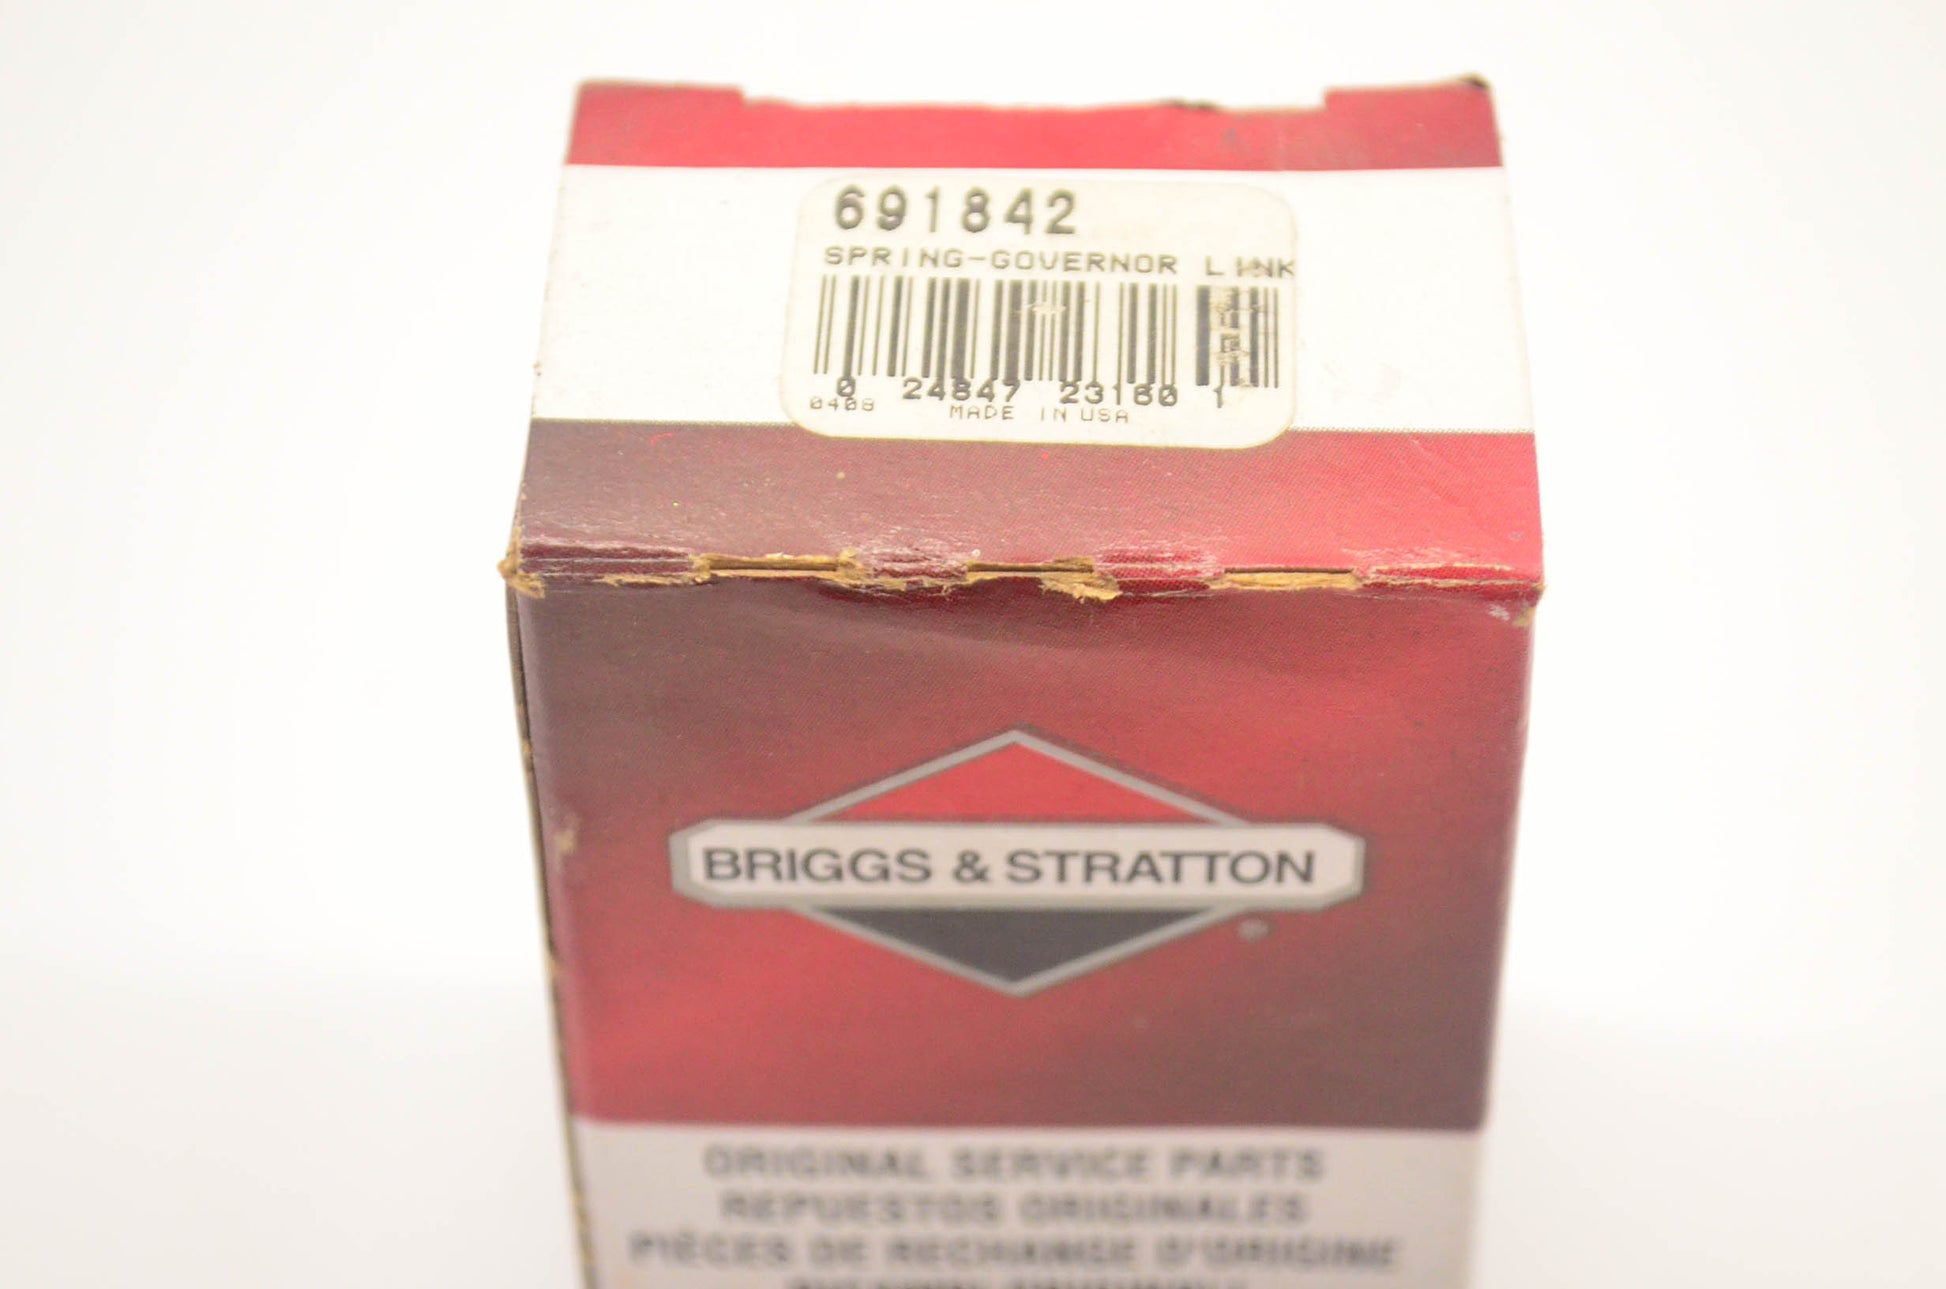 691842
SPRING-GOVERNOR LINK
0 24847 23160 1
0408 MADE IN USA
BRIGGS & STRATTON
®
ORIGINAL SERVICE PARTS
REPUESTOS ORIGINALES
PIÈCES DE RECHANGE D'ORIGINE